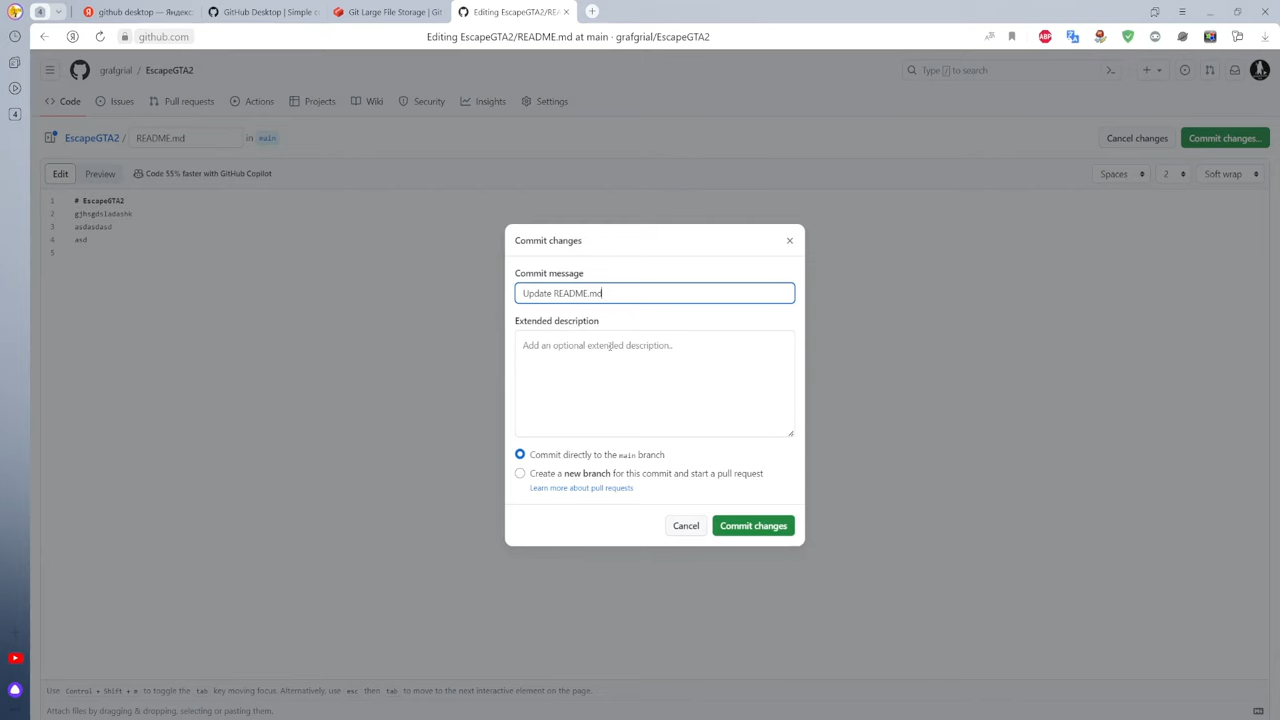 4
github desktop — Яндекс
GitHub Desktop | Simple c
Git Large File Storage | Git
Editing EscapeGTA2/REA
github.com
Editing EscapeGTA2/README.md at main · grafgrial/EscapeGTA2
ABP
grafgrial / EscapeGTA2
Type / to search
Code
Issues
Pull requests
Actions
Projects
Wiki
Security
Insights
Settings
4
EscapeGTA2 / README.md in main
Cancel changes
Commit changes...
Edit
Preview
Code 55% faster with GitHub Copilot
Spaces
2
Soft wrap
1 # EscapeGTA2
2 gjhsgdsladashk
3 asdasdasd
4 asd
5
Commit changes
Commit message
Update README.md
Extended description
Add an optional extended description..
Commit directly to the main branch
Create a new branch for this commit and start a pull request
Learn more about pull requests
Cancel
Commit changes
Use Control + Shift + m to toggle the tab key moving focus. Alternatively, use esc then tab to move to the next interactive element on the page.
Attach files by dragging & dropping, selecting or pasting them.